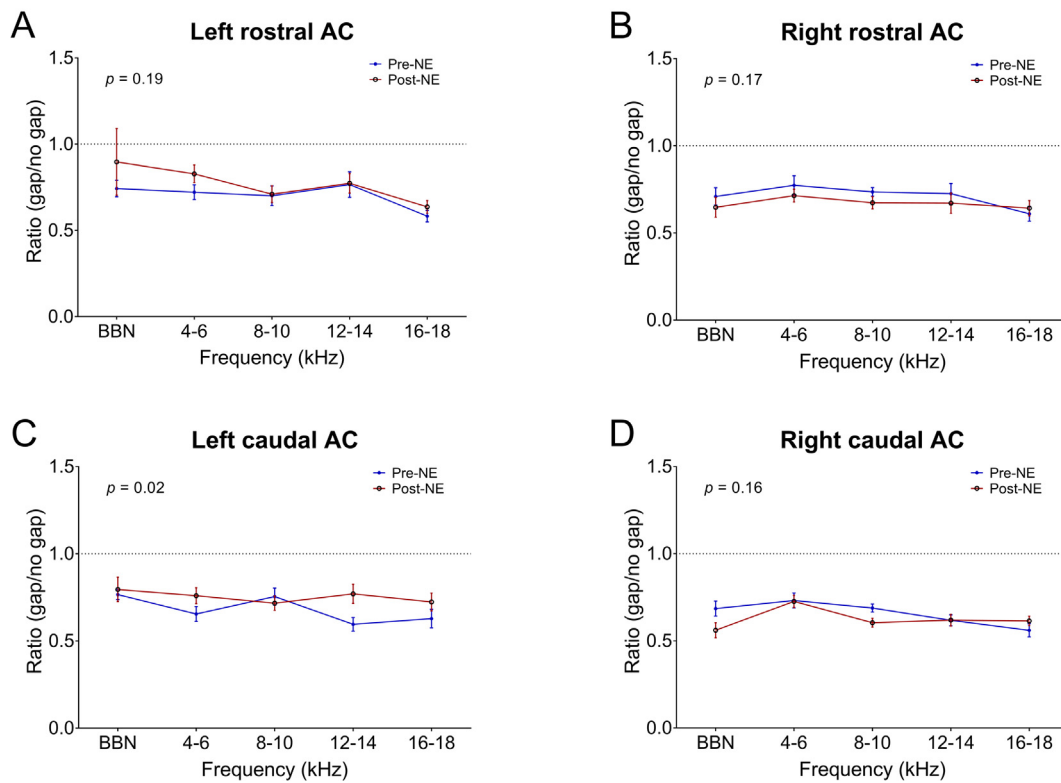 A
Left rostral AC
1.5
1.0
0.5
0.0
Ratio (gap/no gap)
p = 0.19
Pre-NE
Post-NE
BBN 4-6 8-10 12-14 16-18
Frequency (kHz)
B
Right rostral AC
1.5
1.0
0.5
0.0
Ratio (gap/no gap)
p = 0.17
Pre-NE
Post-NE
BBN 4-6 8-10 12-14 16-18
Frequency (kHz)
C
Left caudal AC
1.5
1.0
0.5
0.0
Ratio (gap/no gap)
p = 0.02
Pre-NE
Post-NE
BBN 4-6 8-10 12-14 16-18
Frequency (kHz)
D
Right caudal AC
1.5
1.0
0.5
0.0
Ratio (gap/no gap)
p = 0.16
Pre-NE
Post-NE
BBN 4-6 8-10 12-14 16-18
Frequency (kHz)